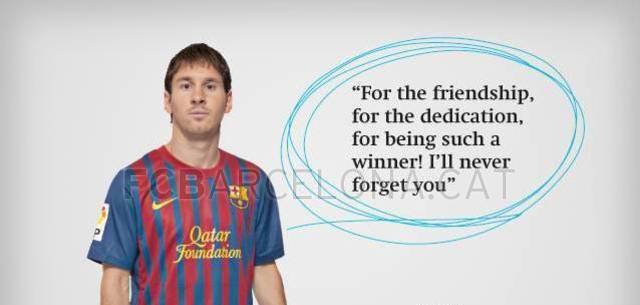 “For the friendship,
for the dedication,
for being such a
winner! I’ll never
forget you”
FCBARCELONA.CAT
Qatar
Foundation